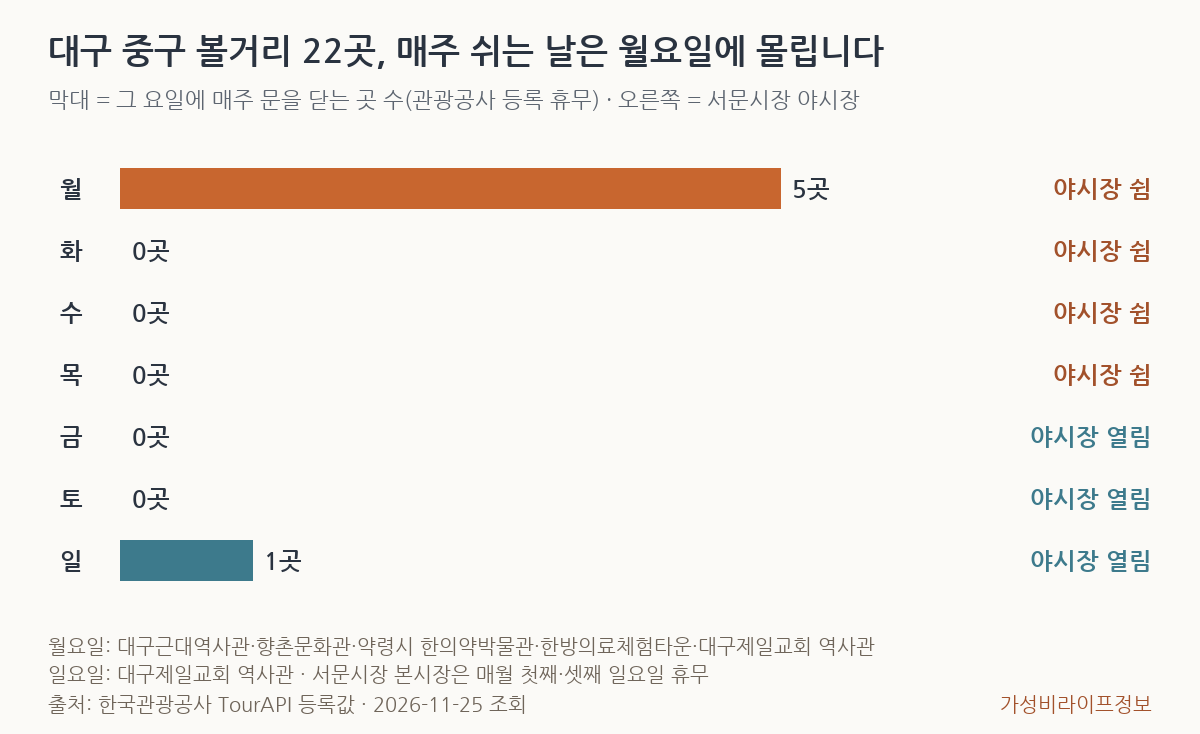 대구 중구 볼거리 22곳, 매주 쉬는 날은 월요일에 몰립니다
막대 = 그 요일에 매주 문을 닫는 곳 수(관광공사 등록 휴무) · 오른쪽 = 서문시장 야시장
월 5곳 야시장 쉼
화 0곳 야시장 쉼
수 0곳 야시장 쉼
목 0곳 야시장 쉼
금 0곳 야시장 열림
토 0곳 야시장 열림
일 1곳 야시장 열림
월요일: 대구근대역사관·향촌문화관·약령시 한의약박물관·한방의료체험타운·대구제일교회 역사관
일요일: 대구제일교회 역사관 · 서문시장 본시장은 매월 첫째·셋째 일요일 휴무
출처: 한국관광공사 TourAPI 등록값 · 2026-11-25 조회 가성비라이프정보